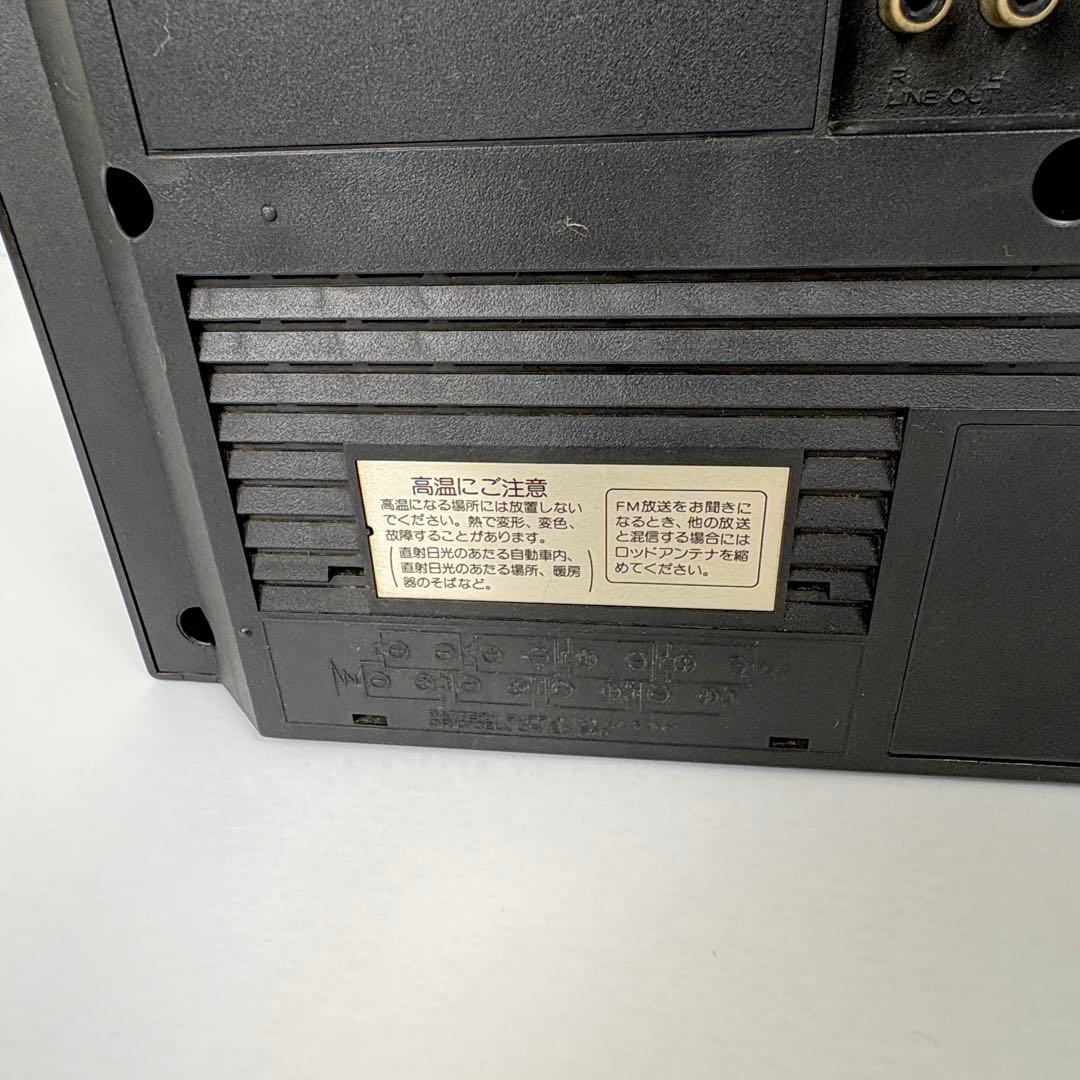 R L
LINE OUT
高温にご注意
高温になる場所には放置しない
でください。熱で変形、変色、
故障することがあります。
(直射日光のあたる自動車内、
直射日光のあたる場所、暖房
器のそばなど。)
FM放送をお聞きに
なるとき、他の放送
と混信する場合には
ロッドアンテナを縮
めてください。